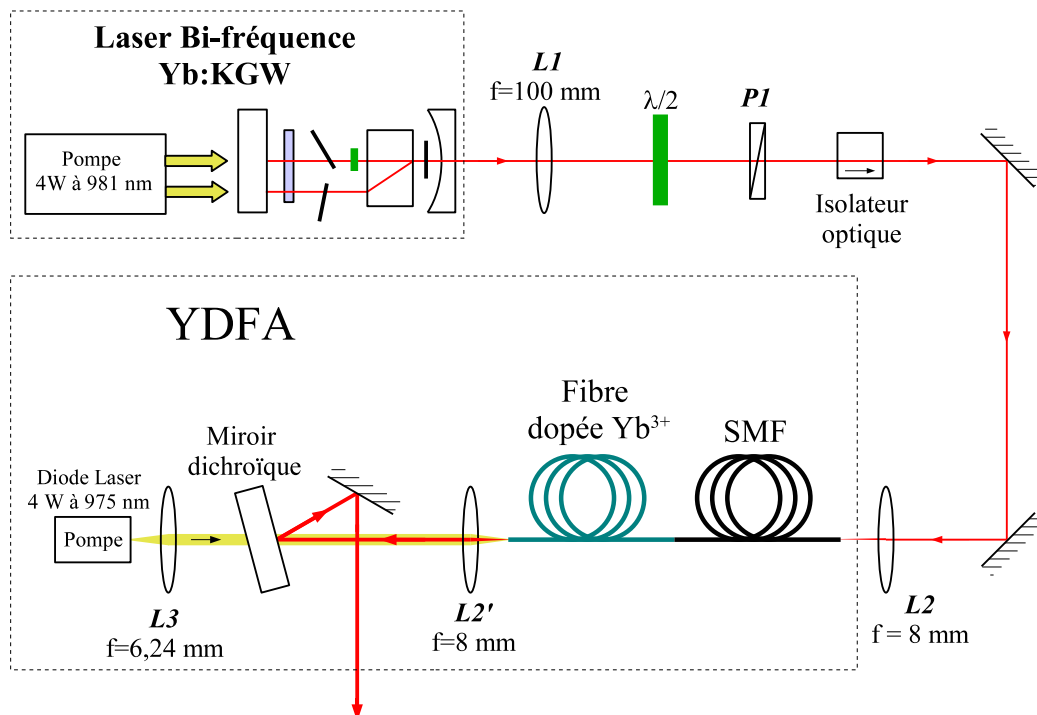 Laser Bi-fréquence
Yb:KGW
Pompe
4W à 981 nm
L1
f=100 mm
λ/2
P1
Isolateur
optique
YDFA
Fibre
dopée Yb³⁺
SMF
Miroir
dichroïque
Diode Laser
4 W à 975 nm
Pompe
L3
f=6,24 mm
L2'
f=8 mm
L2
f = 8 mm